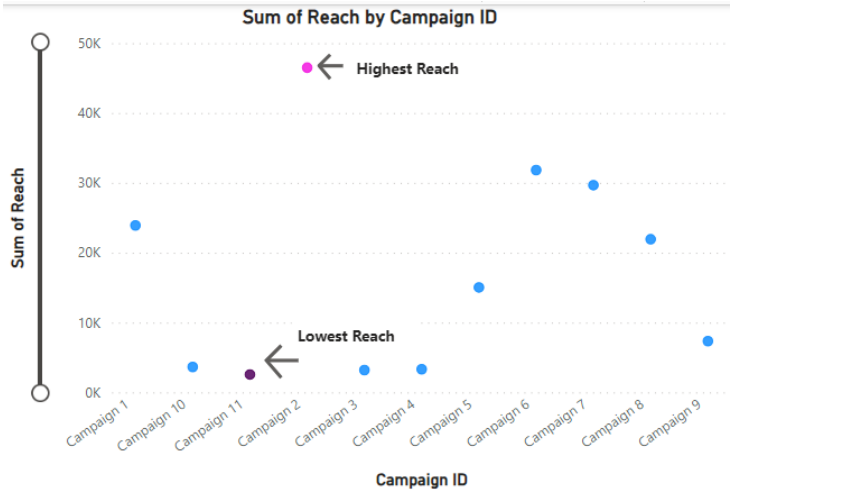 Sum of Reach by Campaign ID
50K
Highest Reach
40K
30K
Sum of Reach
20K
10K
Lowest Reach
0K
Campaign 1
Campaign 10
Campaign 11
Campaign 2
Campaign 3
Campaign 4
Campaign 5
Campaign 6
Campaign 7
Campaign 8
Campaign 9
Campaign ID